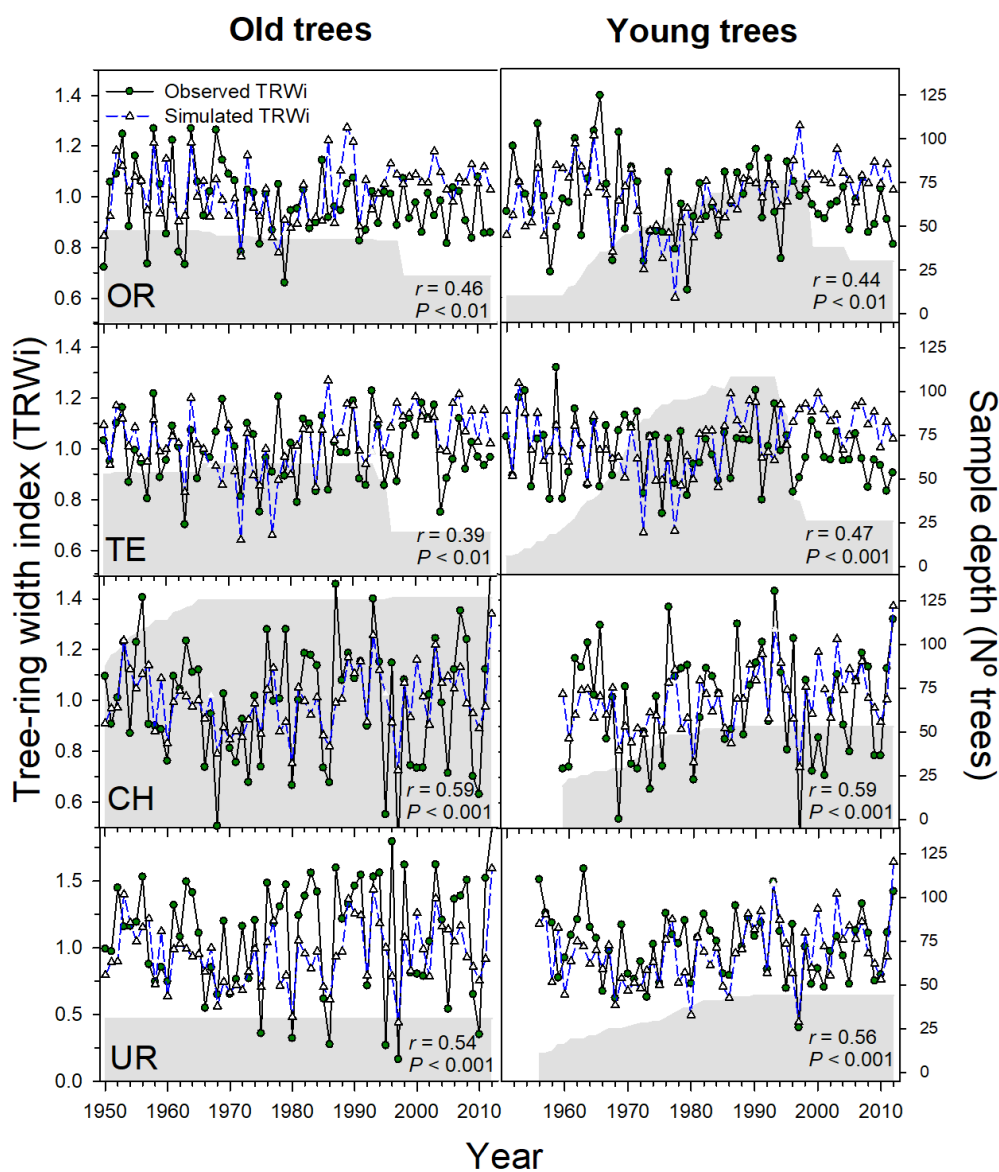 Old trees
Young trees
Tree-ring width index (TRWi)
Sample depth (Nº trees)
Observed TRWi
Simulated TRWi
1.4
1.2
1.0
0.8
0.6
OR
r = 0.46
P < 0.01
r = 0.44
P < 0.01
125
100
75
50
25
0
1.4
1.2
1.0
0.8
0.6
TE
r = 0.39
P < 0.01
r = 0.47
P < 0.001
125
100
75
50
25
0
1.4
1.2
1.0
0.8
0.6
CH
r = 0.59
P < 0.001
r = 0.59
P < 0.001
125
100
75
50
25
0
1.5
1.0
0.5
0.0
UR
r = 0.54
P < 0.001
r = 0.56
P < 0.001
125
100
75
50
25
0
1950 1960 1970 1980 1990 2000 2010
1960 1970 1980 1990 2000 2010
Year